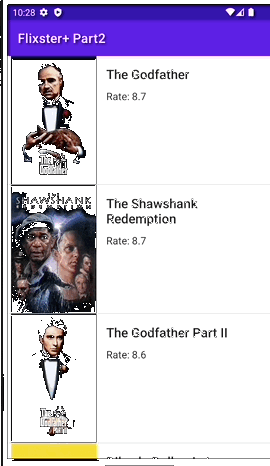 10:28
Flixster+ Part2
The Godfather
Rate: 8.7
SHAWSHANK
REDEMPTION
The Shawshank
Redemption
Rate: 8.7
The Godfather Part II
Rate: 8.6